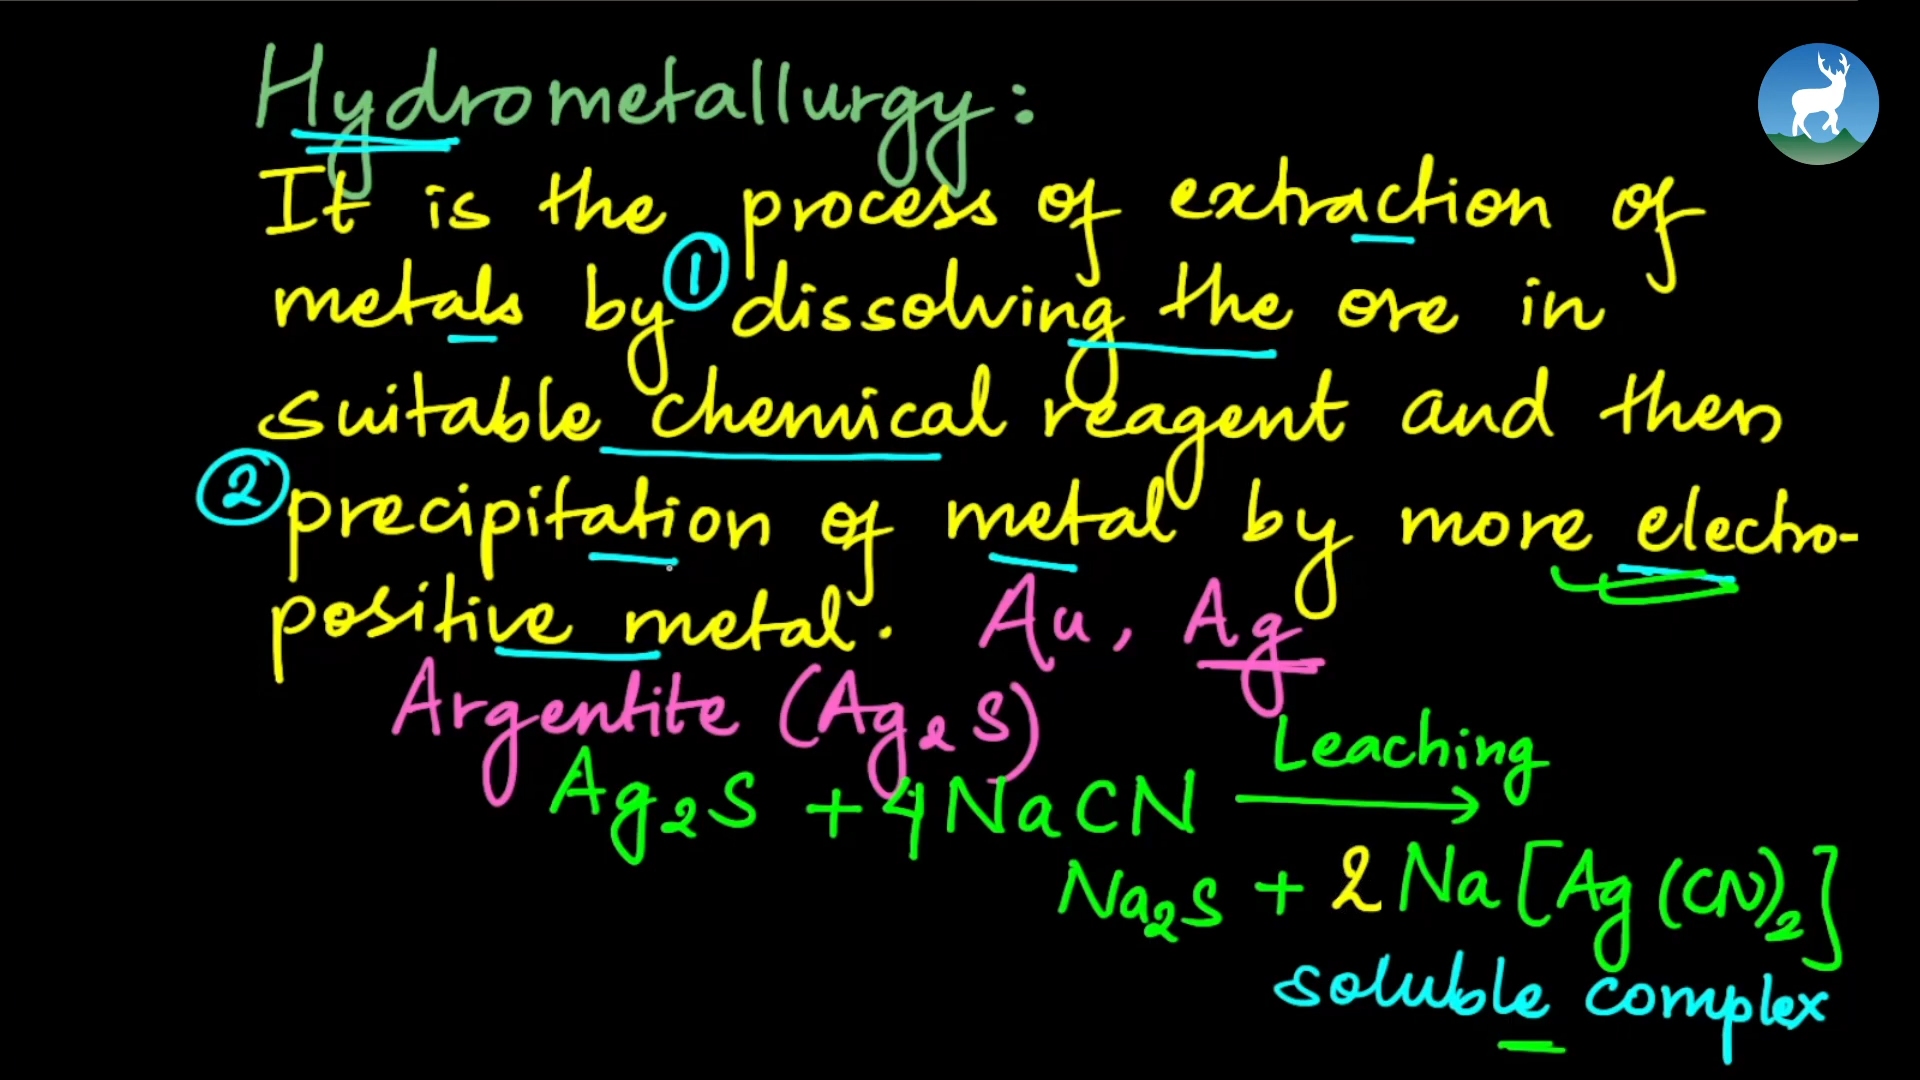 Hydrometallurgy:
It is the process of extraction of
metals by ① dissolving the ore in
suitable chemical reagent and then
② precipitation of metal by more electro-
positive metal. Au, Ag
Argentite (Ag₂S)
Leaching
Ag₂S + 4NaCN →
Na₂S + 2Na[Ag(CN)₂]
soluble complex